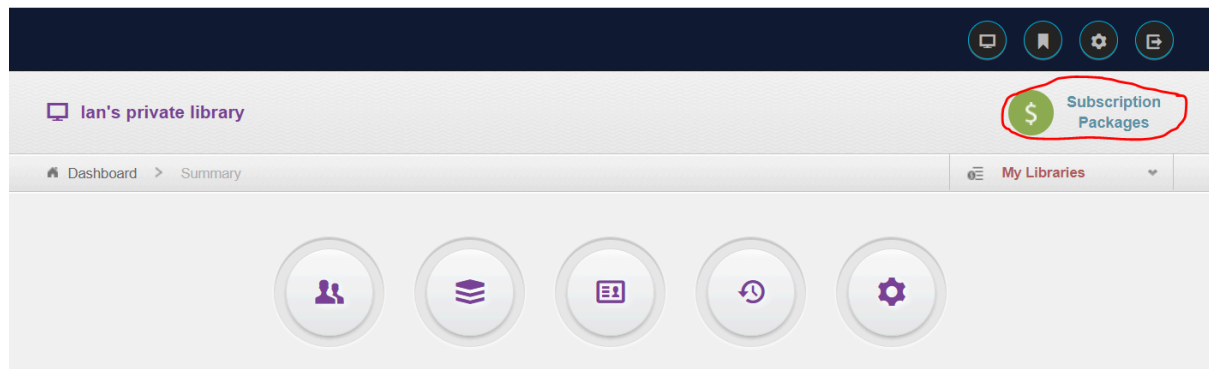 Ian's private library
Subscription
Packages
Dashboard > Summary
My Libraries